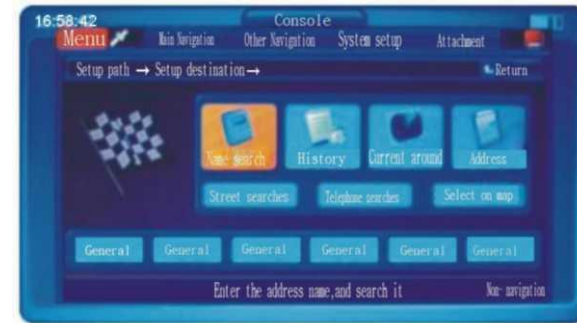 16:58:42 Console
Menu Main Navigation Other Navigation System setup Attachment
Setup path → Setup destination→ Return
Name search History Current around Address
Street searches Telephone searches Select on map
General General General General General General
Enter the address name,and search it Non- navigation